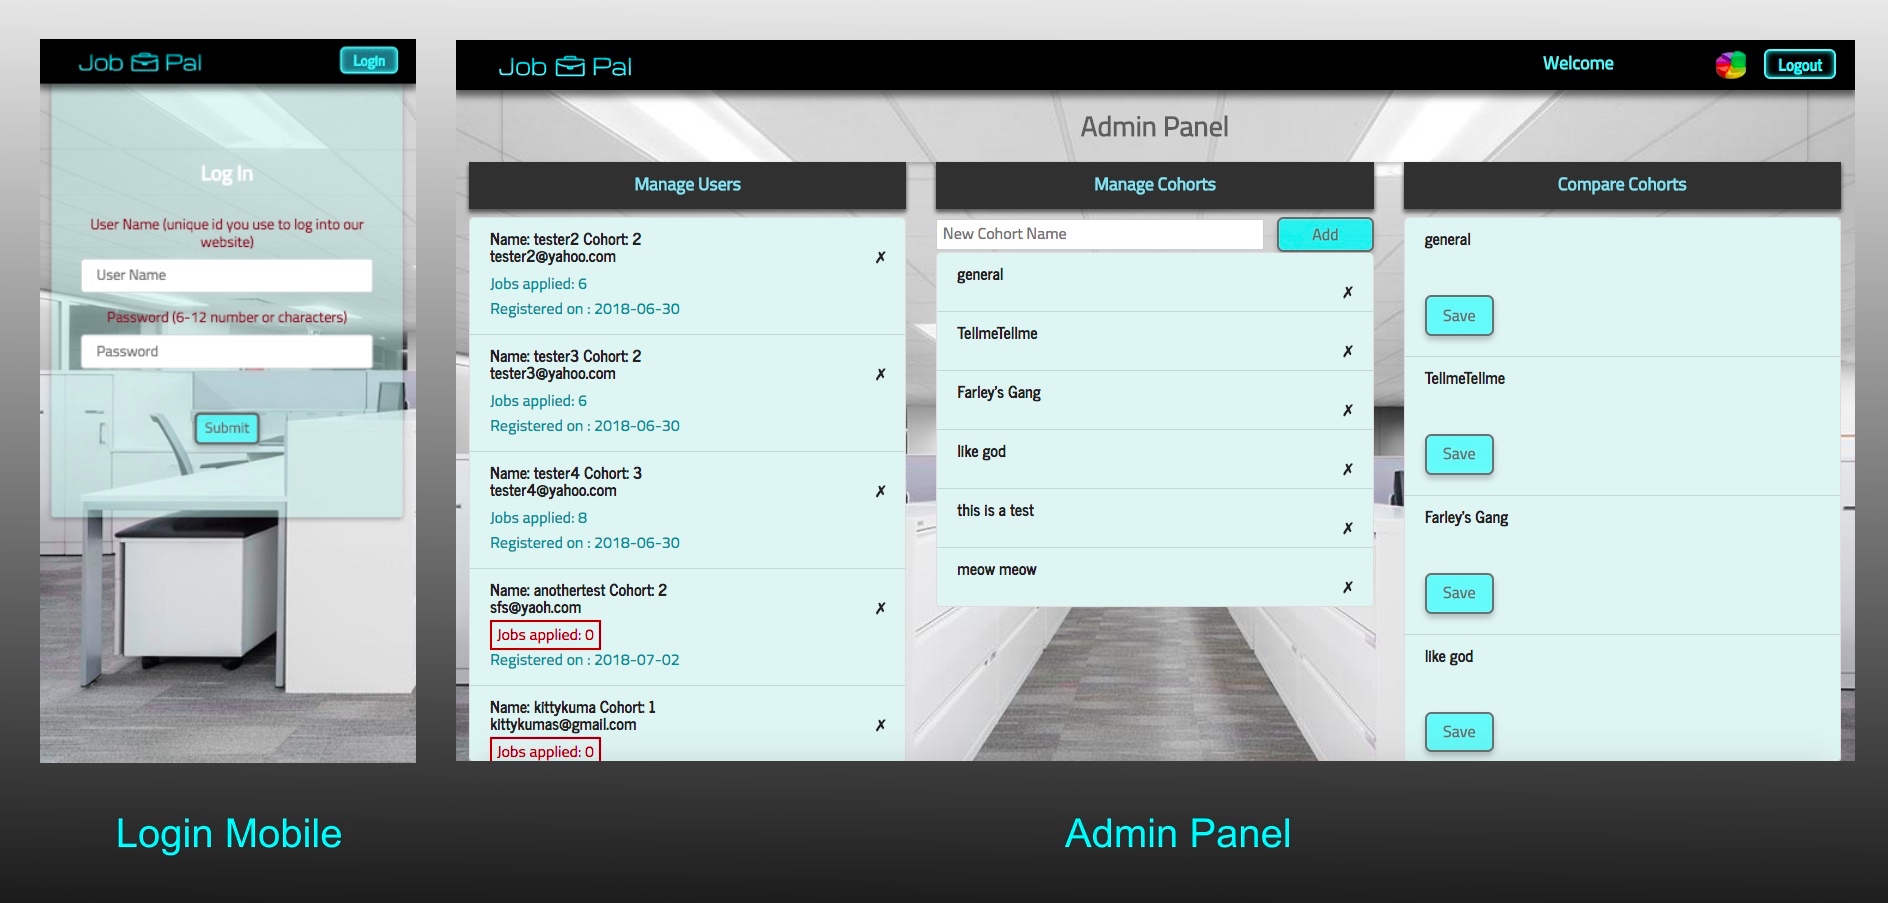 Job Pal
Login
Log In
User Name (unique id you use to log into our
website)
User Name
Password (6-12 number or characters)
Password
Submit
Login Mobile
Job Pal
Welcome
Logout
Admin Panel
Manage Users
Name: tester2 Cohort: 2
tester2@yahoo.com
✗
Jobs applied: 6
Registered on : 2018-06-30
Name: tester3 Cohort: 2
tester3@yahoo.com
✗
Jobs applied: 6
Registered on : 2018-06-30
Name: tester4 Cohort: 3
tester4@yahoo.com
✗
Jobs applied: 8
Registered on : 2018-06-30
Name: anothertest Cohort: 2
sfs@yaoh.com
✗
Jobs applied: 0
Registered on : 2018-07-02
Name: kittykuma Cohort: 1
kittykumas@gmail.com
✗
Jobs applied: 0
Manage Cohorts
New Cohort Name
Add
general
✗
TellmeTellme
✗
Farley's Gang
✗
like god
✗
this is a test
✗
meow meow
✗
Compare Cohorts
general
Save
TellmeTellme
Save
Farley's Gang
Save
like god
Save
Admin Panel